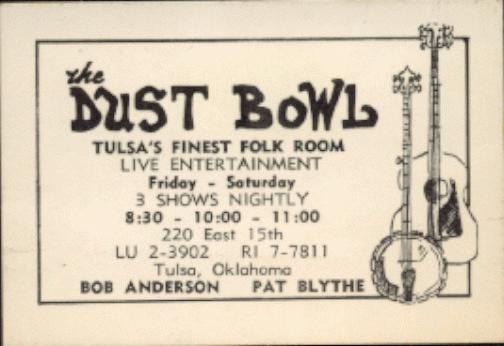 the
DUST BOWL
TULSA'S FINEST FOLK ROOM
LIVE ENTERTAINMENT
Friday - Saturday
3 SHOWS NIGHTLY
8:30 - 10:00 - 11:00
220 East 15th
LU 2-3902 RI 7-7811
Tulsa, Oklahoma
BOB ANDERSON PAT BLYTHE